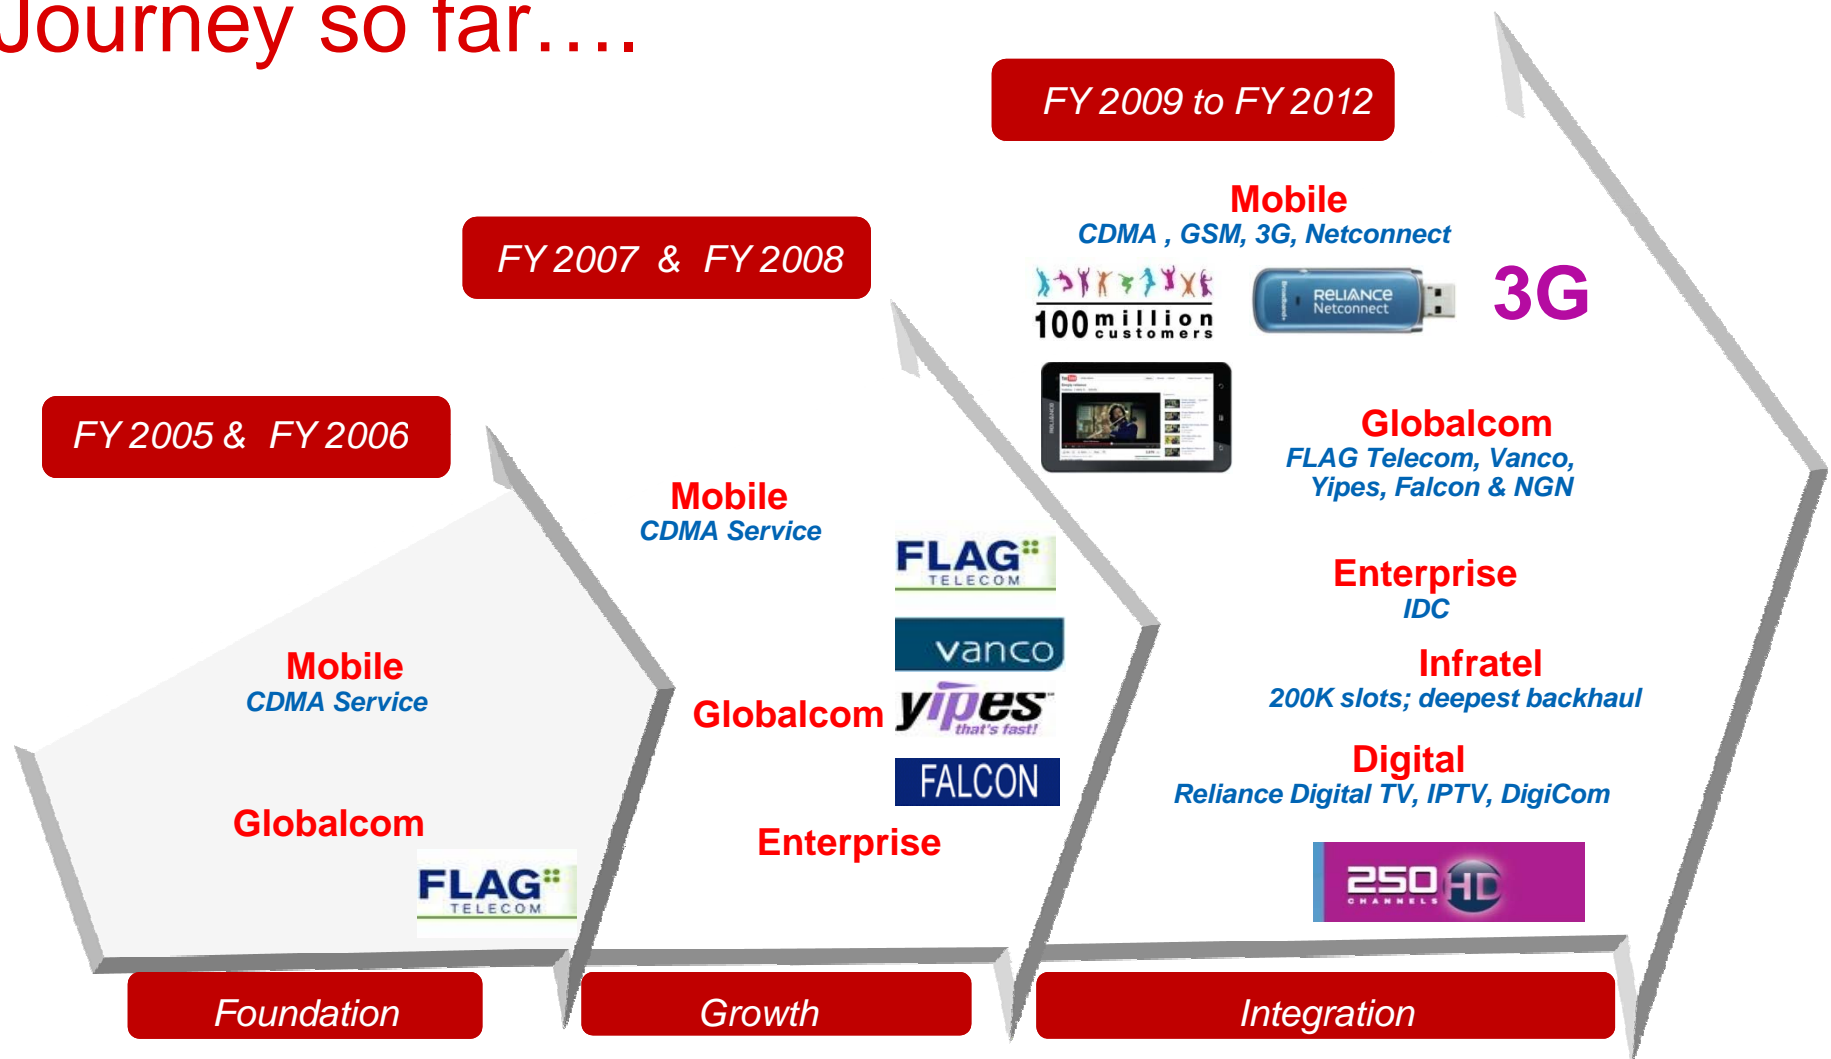 Journey so far....
FY 2009 to FY 2012
Mobile
CDMA , GSM, 3G, Netconnect
100 million
customers
Broadband+
RELIANCE
Netconnect
3G
RELIANCE
Globalcom
FLAG Telecom, Vanco,
Yipes, Falcon & NGN
Enterprise
IDC
Infratel
200K slots; deepest backhaul
Digital
Reliance Digital TV, IPTV, DigiCom
250 HD
CHANNELS
FY 2007 & FY 2008
Mobile
CDMA Service
FLAG
TELECOM
vanco
Globalcom
yipes
that's fast!
FALCON
Enterprise
FY 2005 & FY 2006
Mobile
CDMA Service
Globalcom
FLAG
TELECOM
Foundation
Growth
Integration